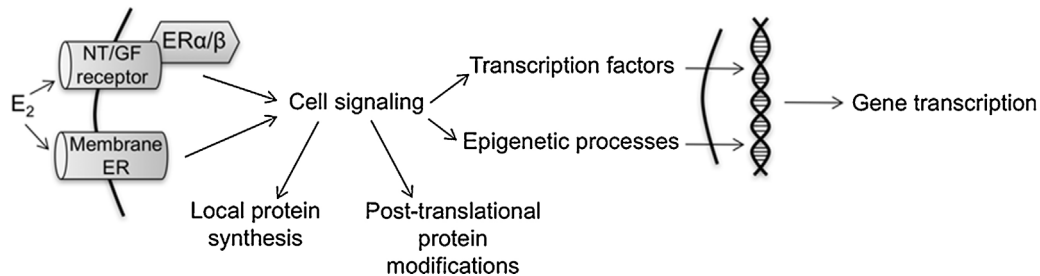 NT/GF
receptor
ERα/β
E2
Membrane
ER
Cell signaling
Transcription factors
Epigenetic processes
Gene transcription
Local protein
synthesis
Post-translational
protein
modifications